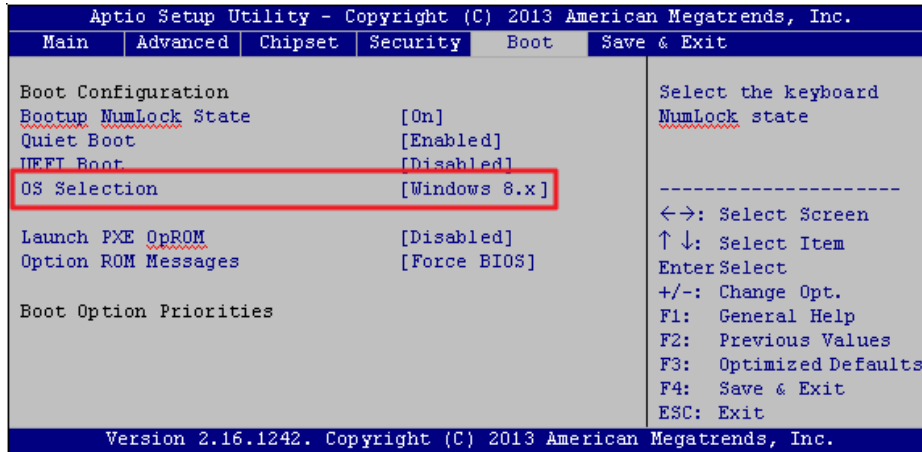 Aptio Setup Utility - Copyright (C) 2013 American Megatrends, Inc.
Main Advanced Chipset Security Boot Save & Exit
Boot Configuration
Bootup NumLock State [On]
Quiet Boot [Enabled]
UEFI Boot [Disabled]
OS Selection [Windows 8.x]
Launch PXE OpROM [Disabled]
Option ROM Messages [Force BIOS]
Boot Option Priorities
Select the keyboard
NumLock state
---------------------
←→: Select Screen
↑ ↓: Select Item
Enter Select
+/-: Change Opt.
F1: General Help
F2: Previous Values
F3: Optimized Defaults
F4: Save & Exit
ESC: Exit
Version 2.16.1242. Copyright (C) 2013 American Megatrends, Inc.